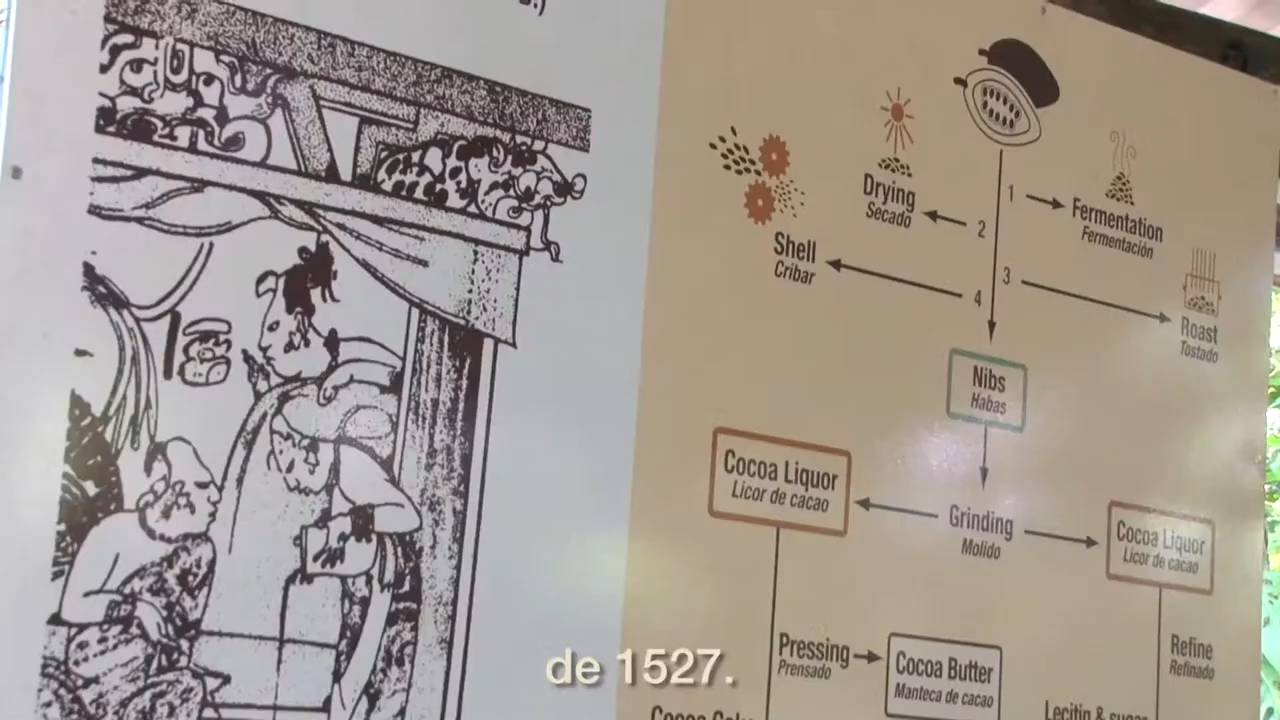 Drying
Secado
1
Fermentation
Fermentación
2
Shell
Cribar
3
4
Roast
Tostado
Nibs
Habas
Cocoa Liquor
Licor de cacao
Grinding
Molido
Cocoa Liquor
Licor de cacao
Pressing
Prensado
Cocoa Butter
Manteca de cacao
Refine
Refinado
de 1527.